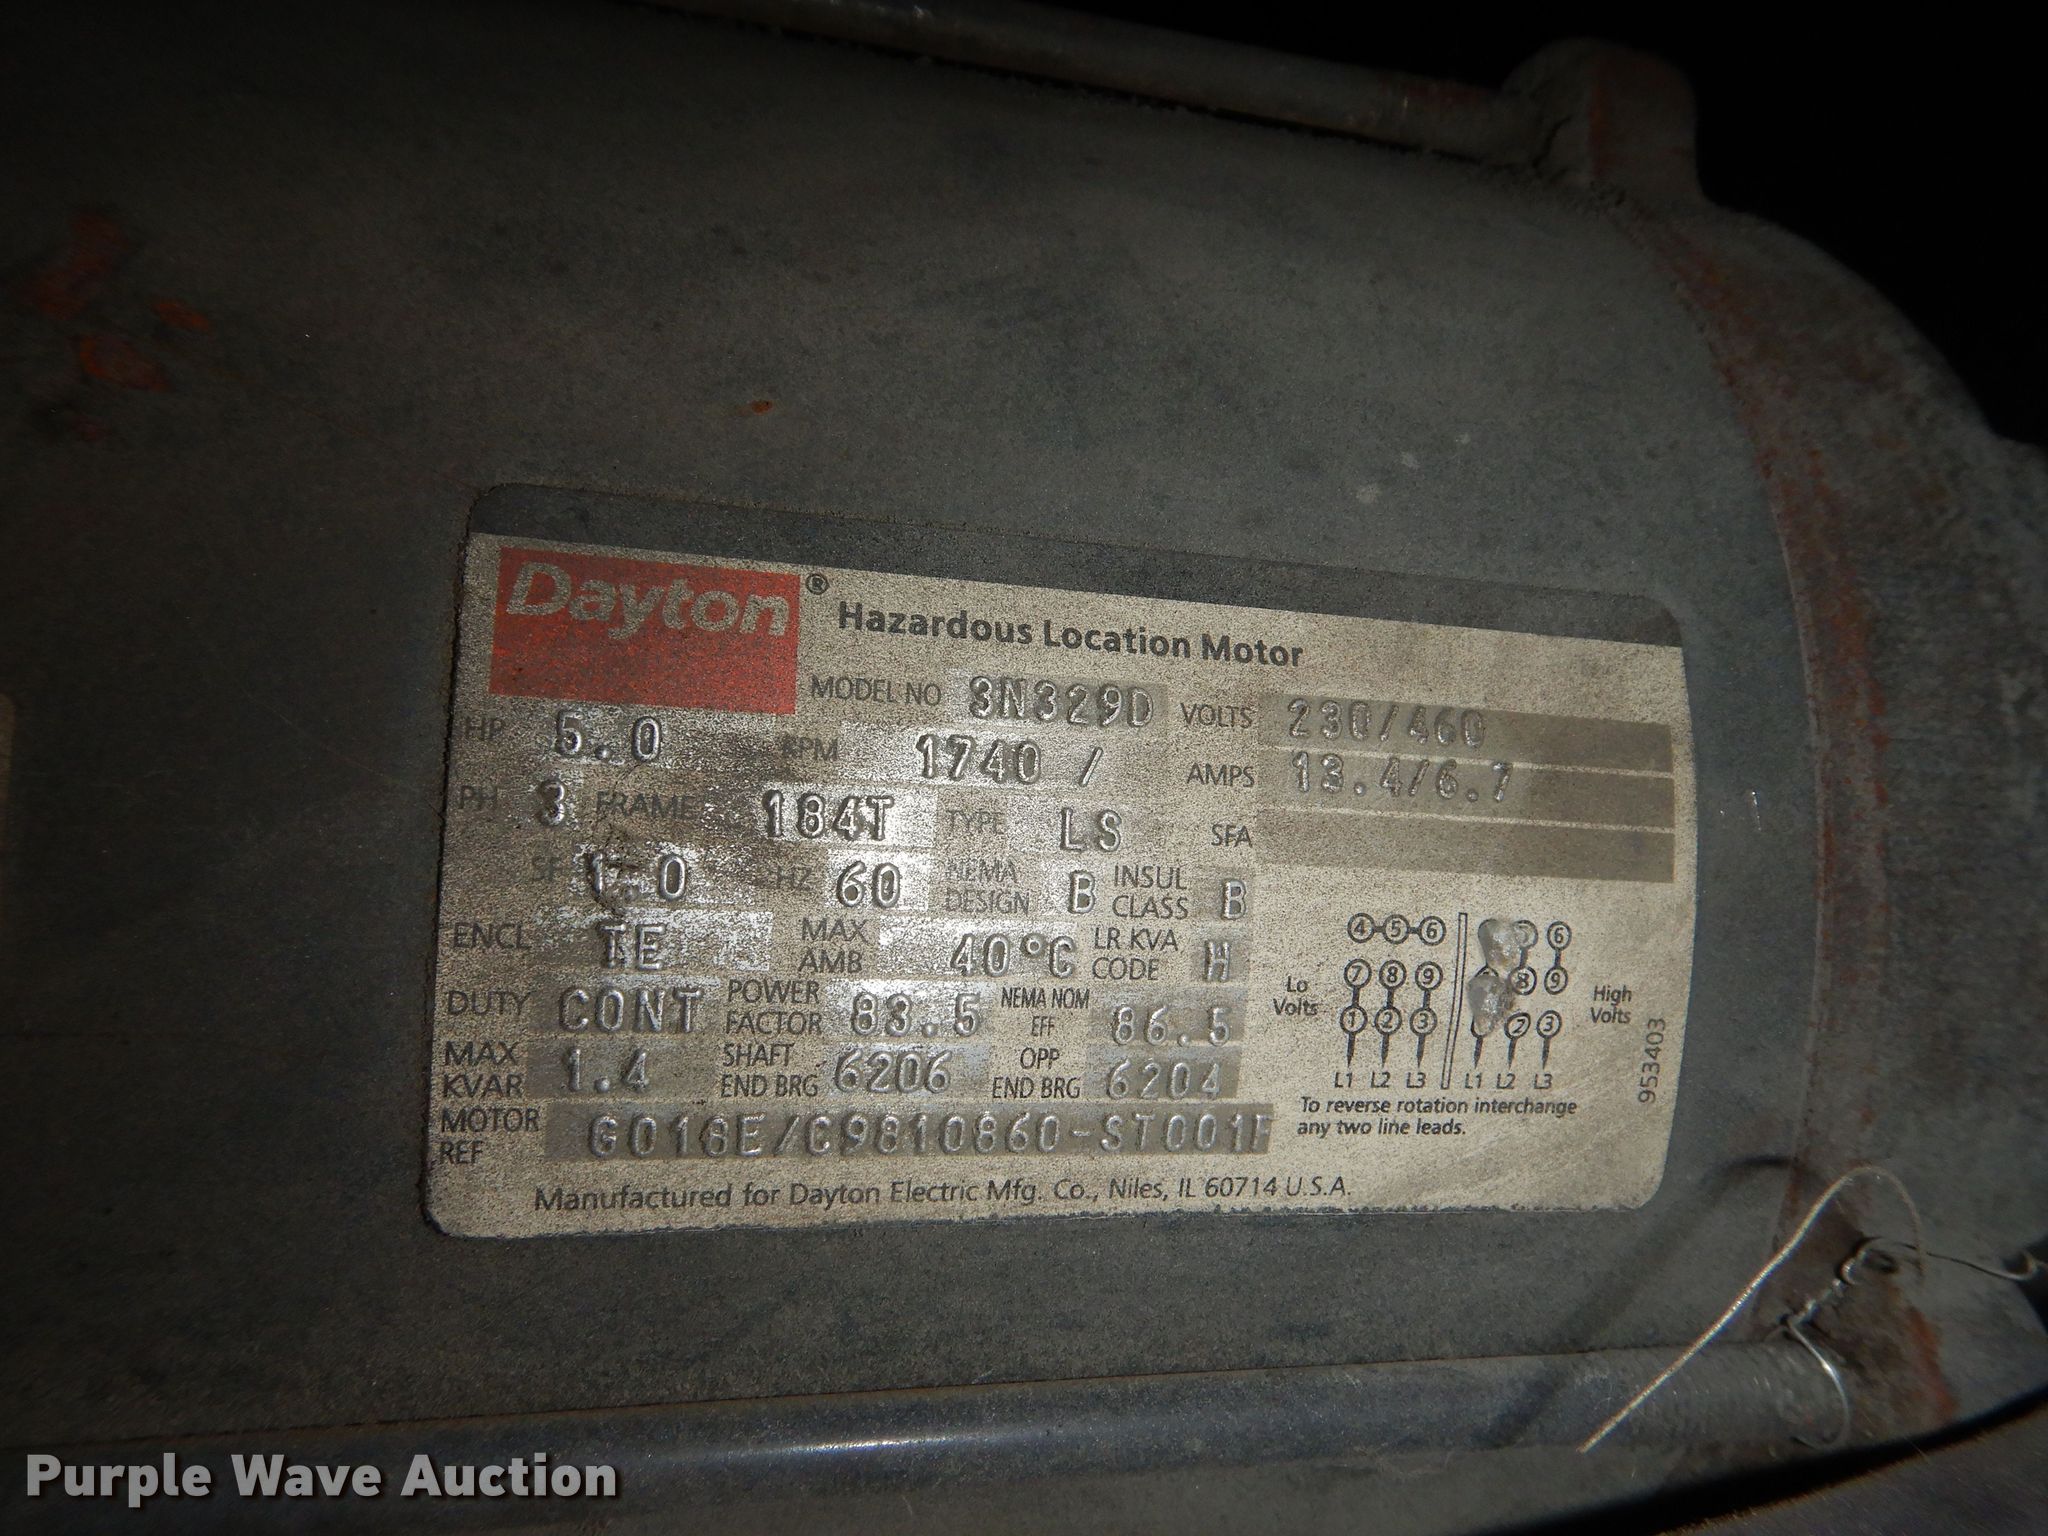 Dayton®
Hazardous Location Motor
MODEL NO 3N329D VOLTS 230/460
HP 5.0 RPM 1740 / AMPS 13.4/6.7
PH 3 FRAME 184T TYPE LS SFA
SF 1.0 HZ 60 NEMA DESIGN B INSUL CLASS B
ENCL TE MAX AMB 40°C LR KVA CODE H
DUTY CONT POWER FACTOR 83.5 NEMA NOM EFF 86.5
MAX KVAR 1.4 SHAFT END BRG 6206 OPP END BRG 6204
MOTOR REF
Manufactured for Dayton Electric Mfg. Co., Niles, IL 60714 U.S.A.
4 5 6 5 6
7 8 9 8 9
1 2 3 2 3
L1 L2 L3 L1 L2 L3
Lo Volts
High Volts
To reverse rotation interchange
any two line leads.
953403
Purple Wave Auction